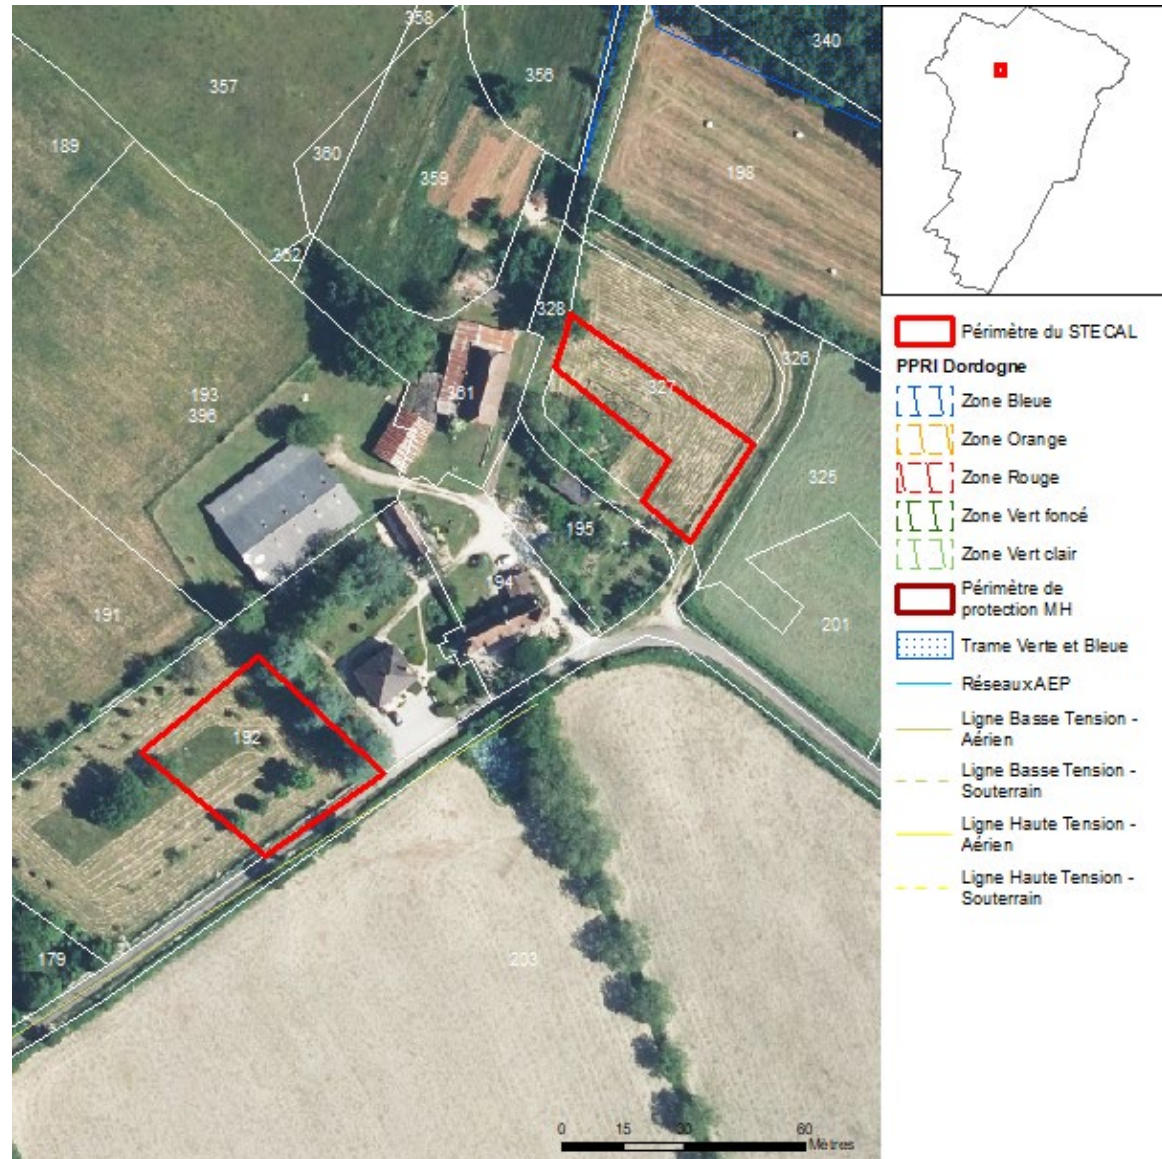 358
340
357
356
189
360
359
198
202
328
326
193
396
361
327
325
195
194
191
201
192
179
203
0 15 30 60
Mètres
Périmètre du STECAL
PPRI Dordogne
Zone Bleue
Zone Orange
Zone Rouge
Zone Vert foncé
Zone Vert clair
Périmètre de
protection MH
Trame Verte et Bleue
Réseaux AEP
Ligne Basse Tension -
Aérien
Ligne Basse Tension -
Souterrain
Ligne Haute Tension -
Aérien
Ligne Haute Tension -
Souterrain